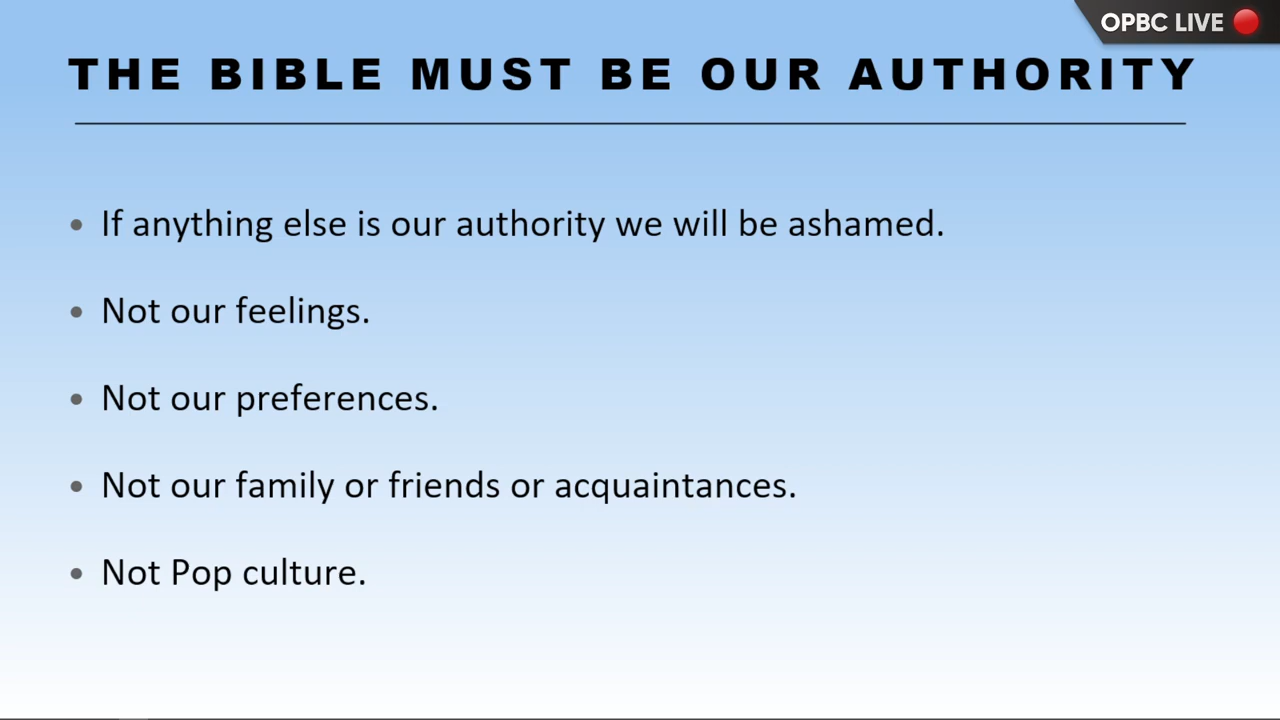 OPBC LIVE
THE BIBLE MUST BE OUR AUTHORITY
• If anything else is our authority we will be ashamed.
• Not our feelings.
• Not our preferences.
• Not our family or friends or acquaintances.
• Not Pop culture.